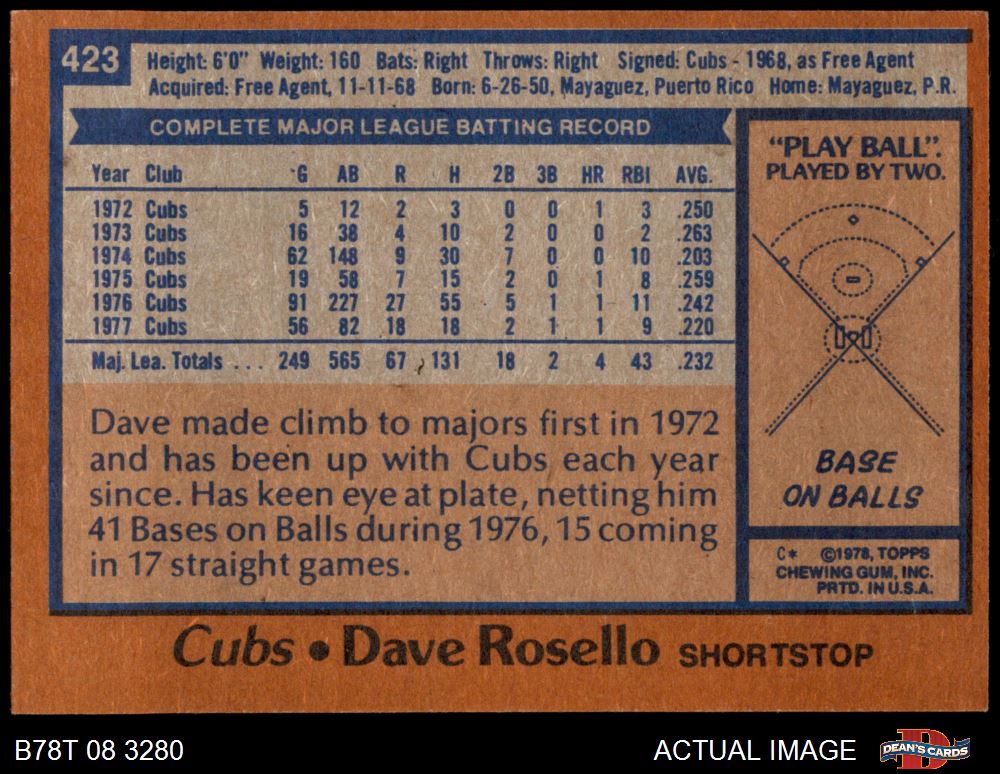 423
Height: 6'0" Weight: 160 Bats: Right Throws: Right Signed: Cubs - 1968, as Free Agent
Acquired: Free Agent, 11-11-68 Born: 6-26-50, Mayaguez, Puerto Rico Home: Mayaguez, P.R.
COMPLETE MAJOR LEAGUE BATTING RECORD
Year Club G AB R H 2B 3B HR RBI AVG.
1972 Cubs 5 12 2 3 0 0 1 3 .250
1973 Cubs 16 38 4 10 2 0 0 2 .263
1974 Cubs 62 148 9 30 7 0 0 10 .203
1975 Cubs 19 58 7 15 2 0 1 8 .259
1976 Cubs 91 227 27 55 5 1 1 11 .242
1977 Cubs 56 82 18 18 2 1 1 9 .220
Maj. Lea. Totals ... 249 565 67 131 18 2 4 43 .232
Dave made climb to majors first in 1972
and has been up with Cubs each year
since. Has keen eye at plate, netting him
41 Bases on Balls during 1976, 15 coming
in 17 straight games.
"PLAY BALL".
PLAYED BY TWO.
BASE
ON BALLS
C* ©1978, TOPPS
CHEWING GUM, INC.
PRTD. IN U.S.A.
Cubs • Dave Rosello SHORTSTOP
B78T 08 3280
ACTUAL IMAGE
DEAN'S CARDS